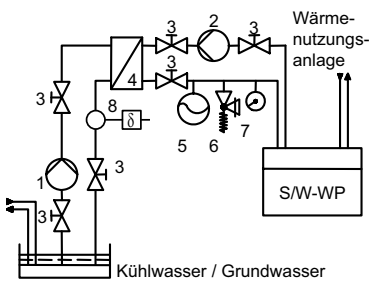 3
2
3
Wärme-
nutzungs-
anlage
3
4
3
8
δ
5
6
7
1
3
3
S/W-WP
Kühlwasser / Grundwasser